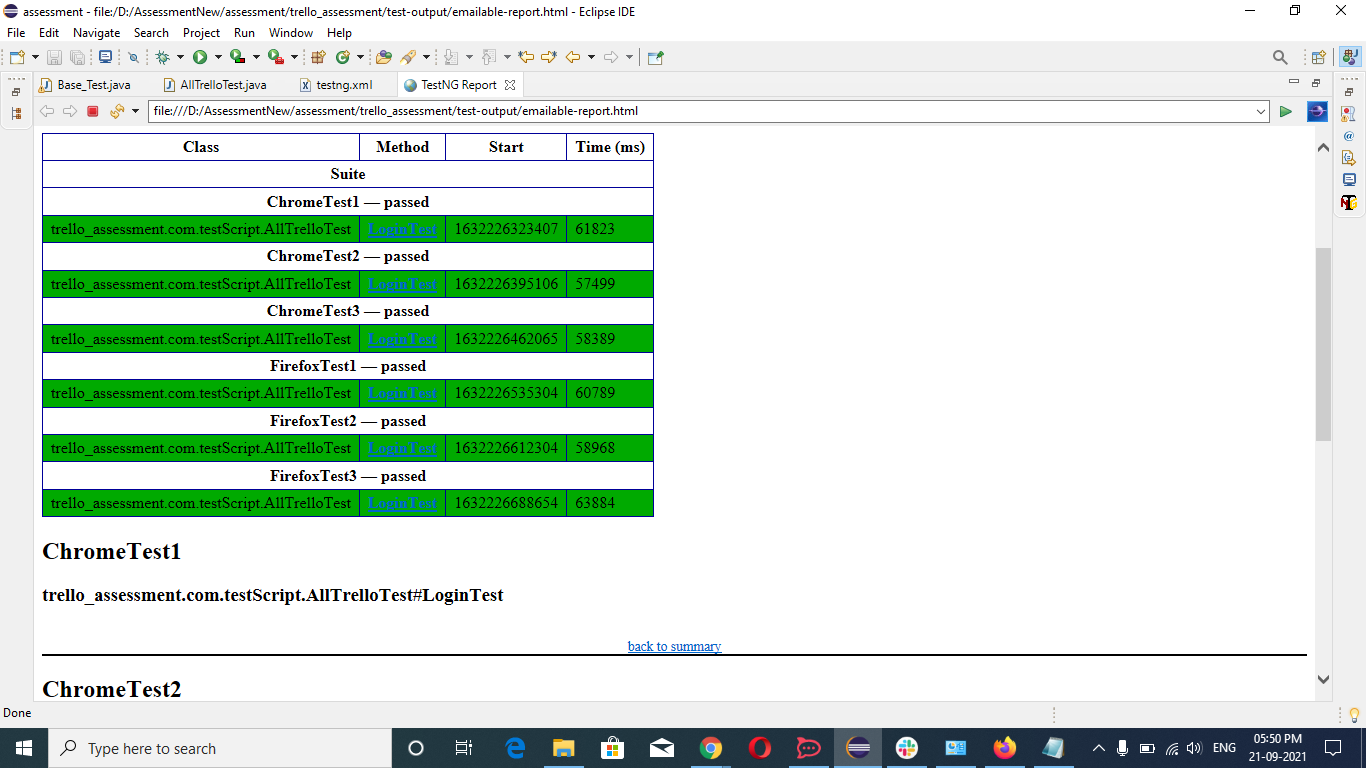 assessment - file:/D:/AssessmentNew/assessment/trello_assessment/test-output/emailable-report.html - Eclipse IDE
File Edit Navigate Search Project Run Window Help
Base_Test.java AllTrelloTest.java testng.xml TestNG Report
file:///D:/AssessmentNew/assessment/trello_assessment/test-output/emailable-report.html
Class Method Start Time (ms)
Suite
ChromeTest1 — passed
trello_assessment.com.testScript.AllTrelloTest LoginTest 1632226323407 61823
ChromeTest2 — passed
trello_assessment.com.testScript.AllTrelloTest LoginTest 1632226395106 57499
ChromeTest3 — passed
trello_assessment.com.testScript.AllTrelloTest LoginTest 1632226462065 58389
FirefoxTest1 — passed
trello_assessment.com.testScript.AllTrelloTest LoginTest 1632226535304 60789
FirefoxTest2 — passed
trello_assessment.com.testScript.AllTrelloTest LoginTest 1632226612304 58968
FirefoxTest3 — passed
trello_assessment.com.testScript.AllTrelloTest LoginTest 1632226688654 63884
ChromeTest1
trello_assessment.com.testScript.AllTrelloTest#LoginTest
back to summary
ChromeTest2
Done
Type here to search
ENG
05:50 PM
21-09-2021